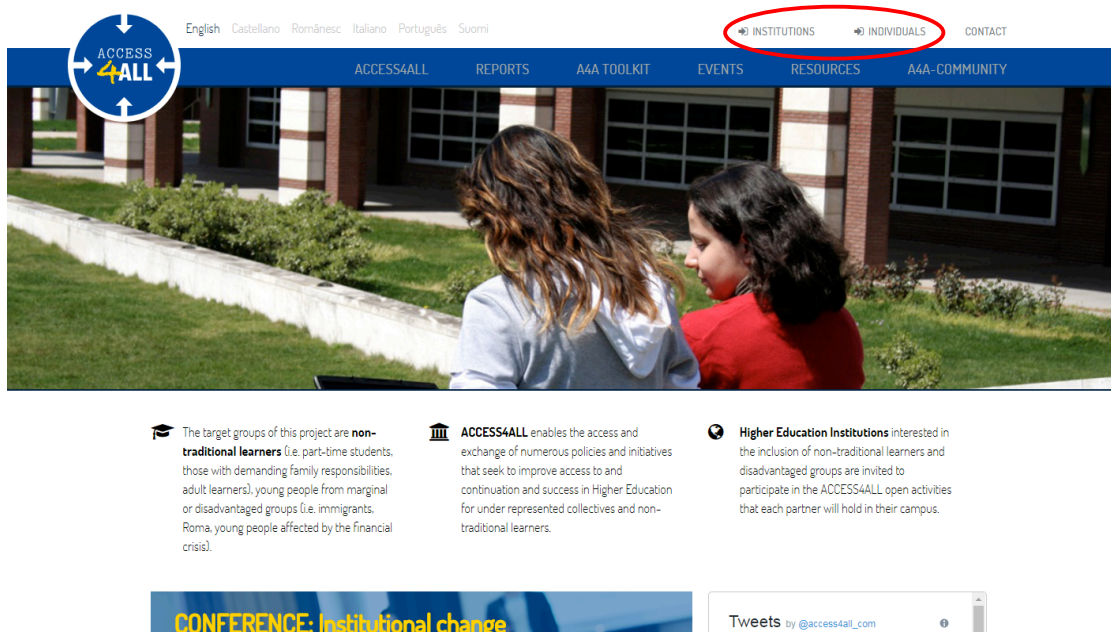 English Castellano Românesc Italiano Português Suomi
INSTITUTIONS INDIVIDUALS CONTACT
ACCESS
4ALL
ACCESS4ALL REPORTS A4A TOOLKIT EVENTS RESOURCES A4A-COMMUNITY
The target groups of this project are non-
traditional learners (i.e. part-time students,
those with demanding family responsibilities,
adult learners), young people from marginal
or disadvantaged groups (i.e. immigrants,
Roma, young people affected by the financial
crisis).
ACCESS4ALL enables the access and
exchange of numerous policies and initiatives
that seek to improve access to and
continuation and success in Higher Education
for under represented collectives and non-
traditional learners.
Higher Education Institutions interested in
the inclusion of non-traditional learners and
disadvantaged groups are invited to
participate in the ACCESS4ALL open activities
that each partner will hold in their campus.
CONFERENCE: Institutional change
Tweets by @access4all_com